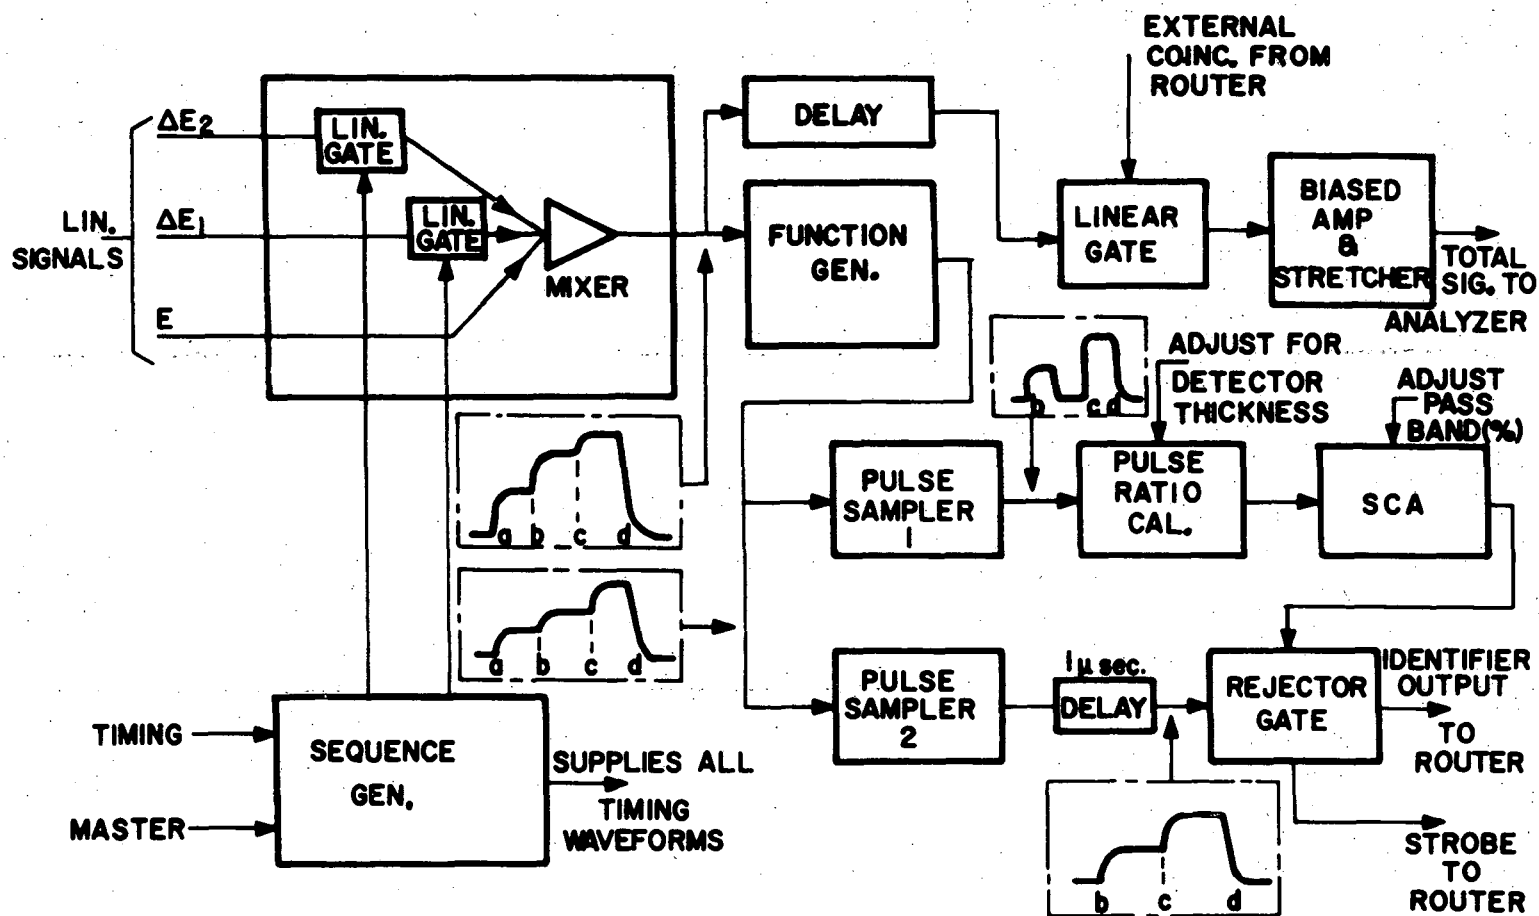 EXTERNAL
COINC. FROM
ROUTER
ΔE2
LIN.
GATE
DELAY
BIASED
AMP
&
STRETCHER
LIN.
SIGNALS
ΔE1
LIN.
GATE
MIXER
FUNCTION
GEN.
LINEAR
GATE
TOTAL
SIG. TO
ANALYZER
E
ADJUST FOR
DETECTOR
THICKNESS
ADJUST
PASS
BAND(%)
b c d
a b c d
PULSE
SAMPLER
1
PULSE
RATIO
CAL.
SCA
a b c d
PULSE
SAMPLER
2
1 μ sec.
DELAY
REJECTOR
GATE
IDENTIFIER
OUTPUT
TO
ROUTER
TIMING
MASTER
SEQUENCE
GEN.
SUPPLIES ALL
TIMING
WAVEFORMS
b c d
STROBE
TO
ROUTER